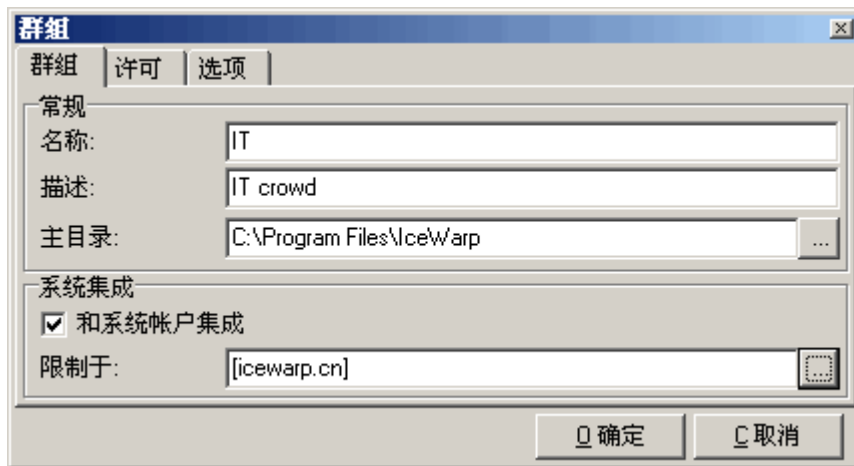 群组
群组 许可 选项
常规
名称: IT
描述: IT crowd
主目录: C:\Program Files\IceWarp ...
系统集成
和系统帐户集成
限制于: [icewarp.cn] ...
O 确定 C 取消